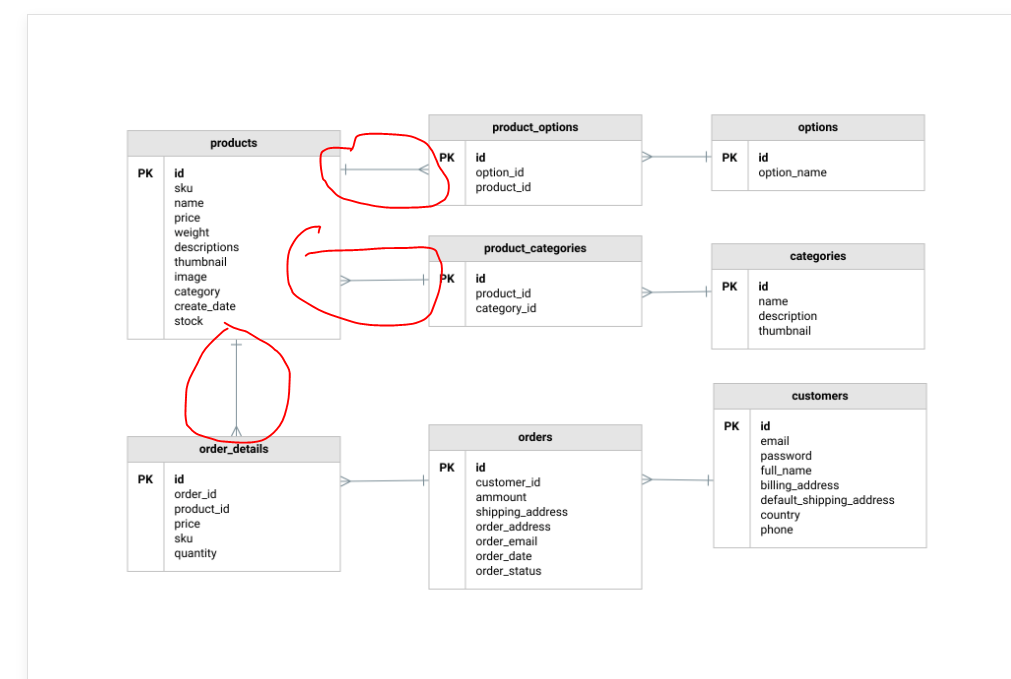 products
PK id
sku
name
price
weight
descriptions
thumbnail
image
category
create_date
stock
product_options
PK id
option_id
product_id
options
PK id
option_name
product_categories
PK id
product_id
category_id
categories
PK id
name
description
thumbnail
order_details
PK id
order_id
product_id
price
sku
quantity
orders
PK id
customer_id
ammount
shipping_address
order_address
order_email
order_date
order_status
customers
PK id
email
password
full_name
billing_address
default_shipping_address
country
phone